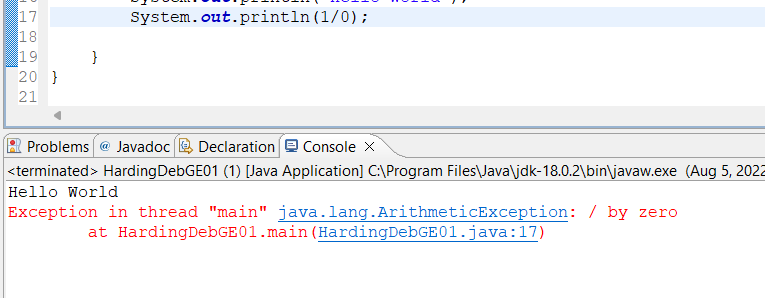 16 System.out.println("Hello World");
17 System.out.println(1/0);
18
19 }
20 }
21
Problems @ Javadoc Declaration Console
<terminated> HardingDebGE01 (1) [Java Application] C:\Program Files\Java\jdk-18.0.2\bin\javaw.exe (Aug 5, 2022
Hello World
Exception in thread "main" java.lang.ArithmeticException: / by zero
at HardingDebGE01.main(HardingDebGE01.java:17)